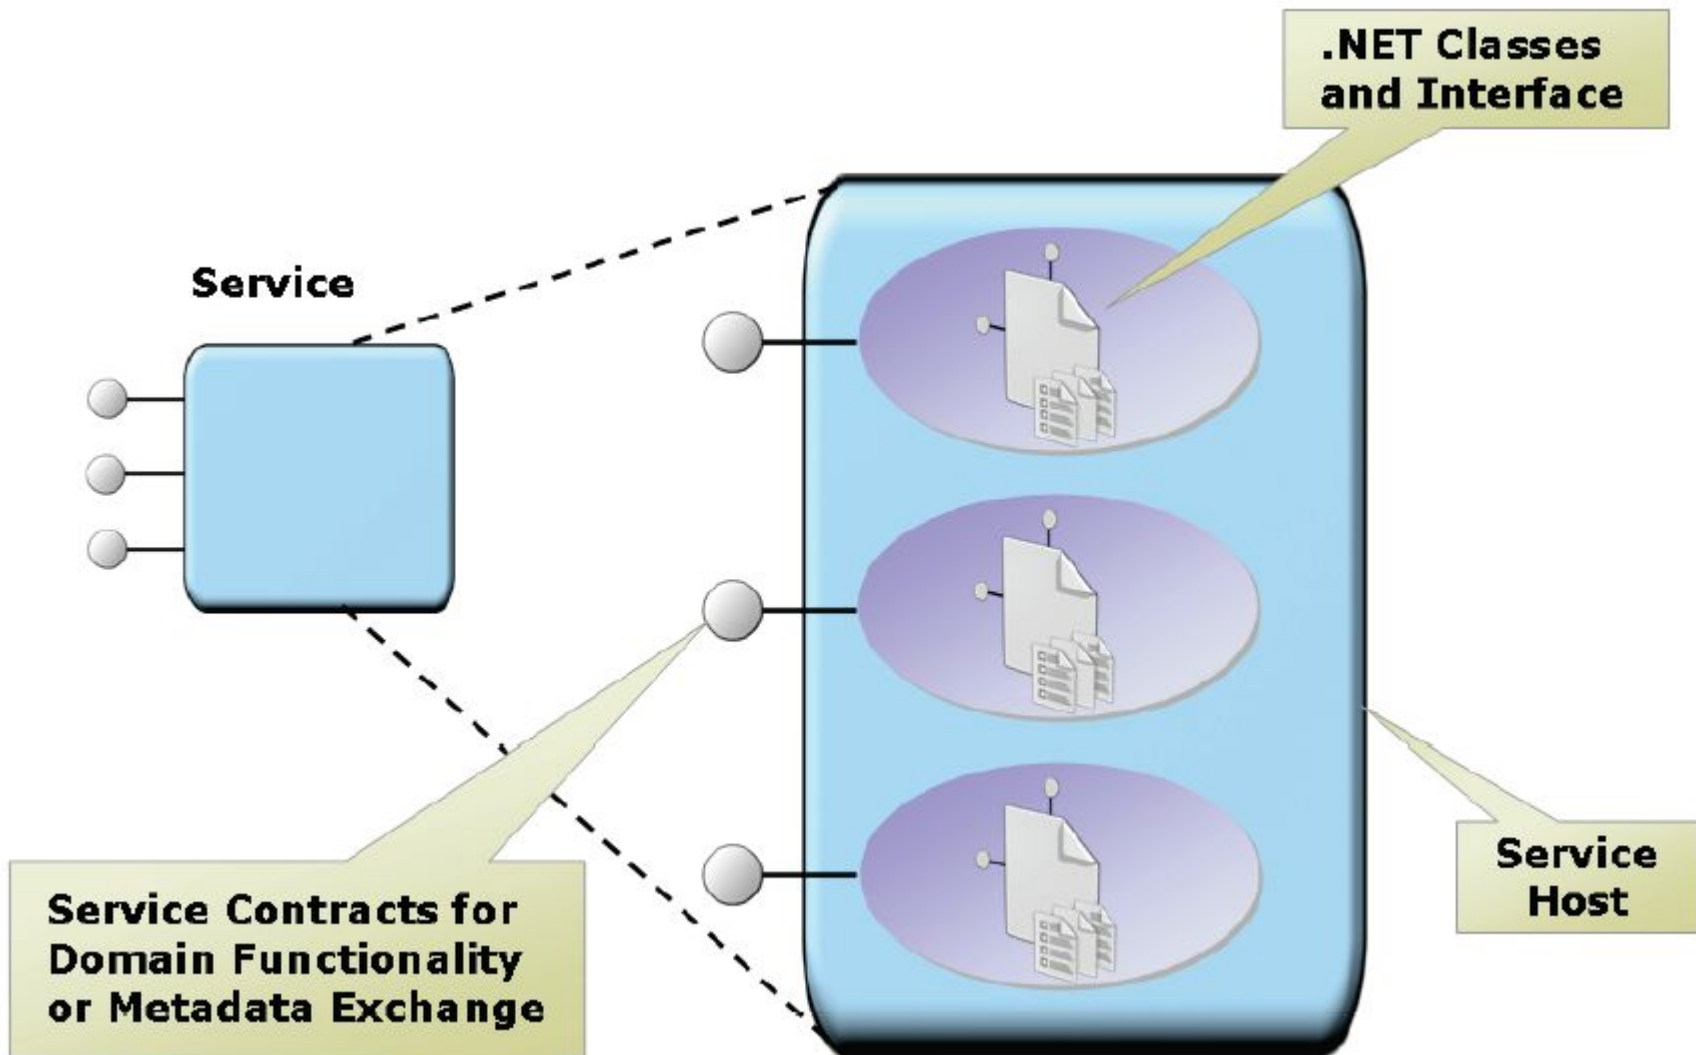 .NET Classes
and Interface
Service
Service
Host
Service Contracts for
Domain Functionality
or Metadata Exchange